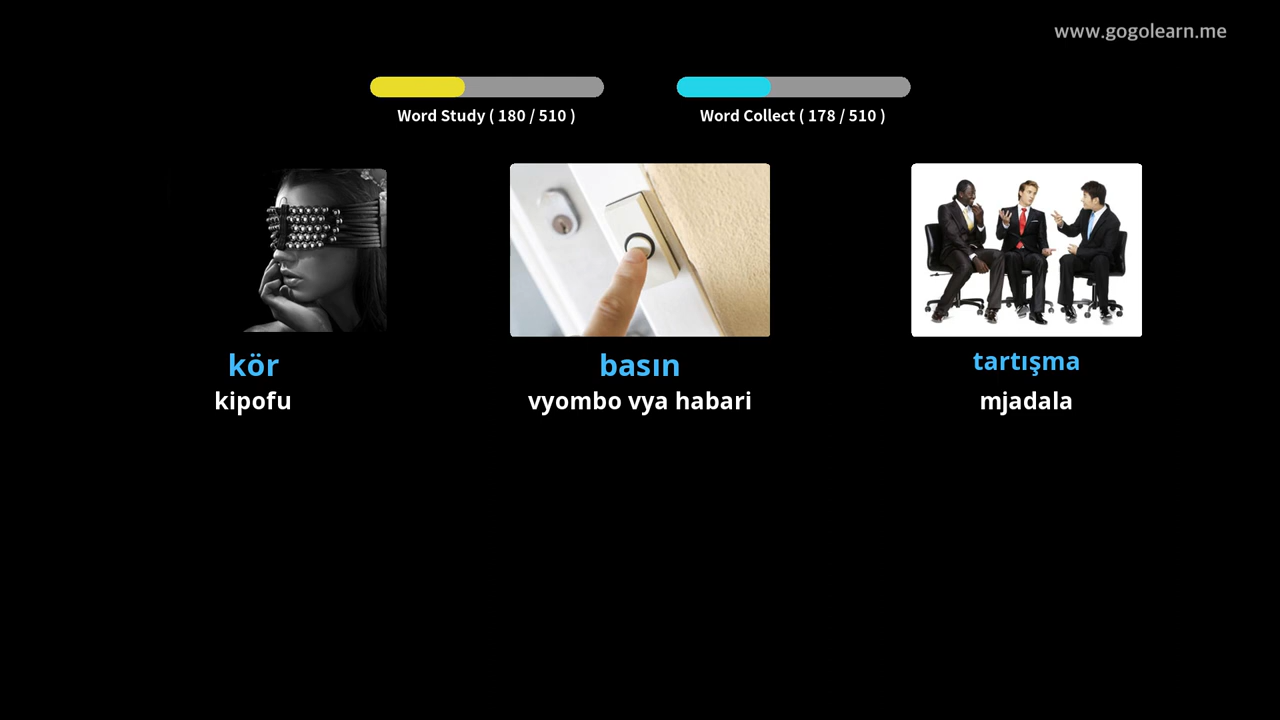 www.gogolearn.me
Word Study ( 180 / 510 )
Word Collect ( 178 / 510 )
kör
basın
tartışma
kipofu
vyombo vya habari
mjadala